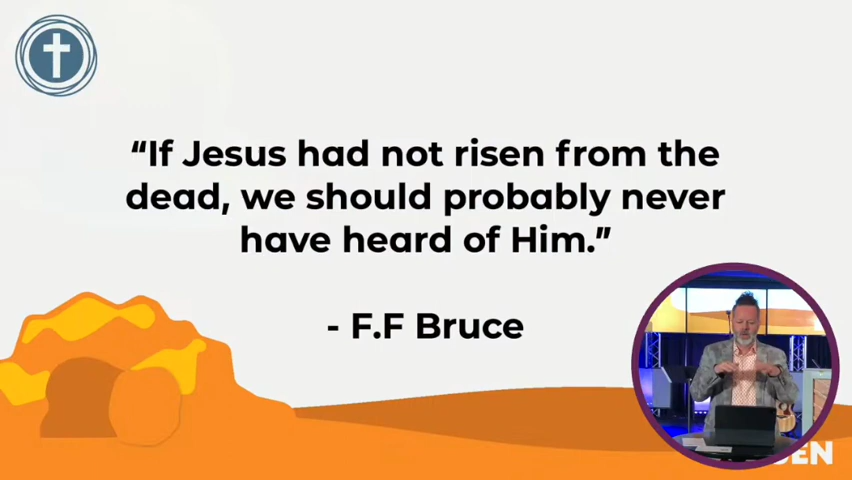 “If Jesus had not risen from the
dead, we should probably never
have heard of Him.”
- F.F Bruce